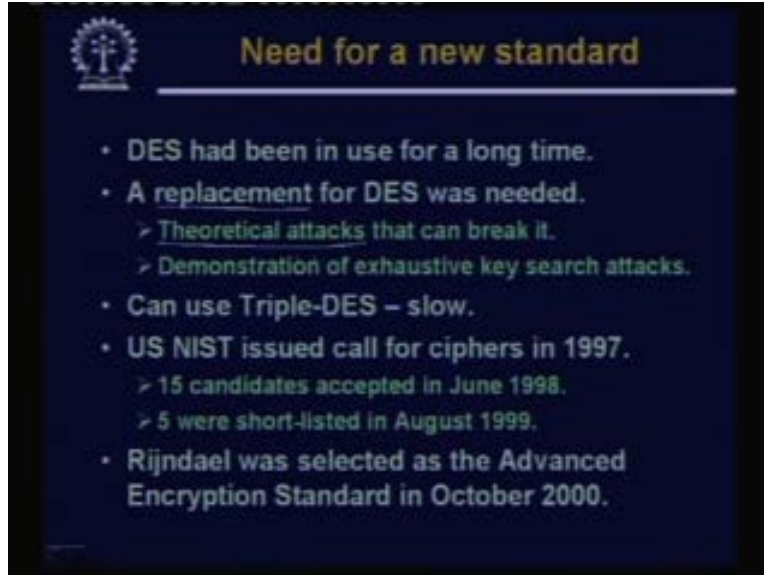 Need for a new standard
• DES had been in use for a long time.
• A replacement for DES was needed.
➢ Theoretical attacks that can break it.
➢ Demonstration of exhaustive key search attacks.
• Can use Triple-DES – slow.
• US NIST issued call for ciphers in 1997.
➢ 15 candidates accepted in June 1998.
➢ 5 were short-listed in August 1999.
• Rijndael was selected as the Advanced
Encryption Standard in October 2000.